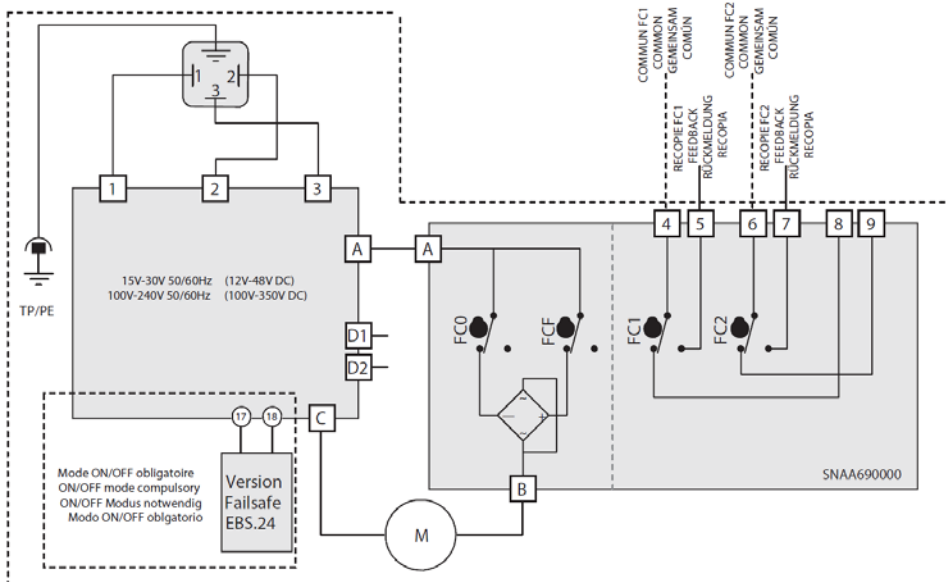 COMMUN FC1
COMMON
GEMEINSAM
COMÚN
RECOPIE FC1
FEEDBACK
RÜCKMELDUNG
RECOPIA
COMMUN FC2
COMMON
GEMEINSAM
COMÚN
RECOPIE FC2
FEEDBACK
RÜCKMELDUNG
RECOPIA
1
2
3
1
2
3
4
5
6
7
8
9
A
A
15V-30V 50/60Hz (12V-48V DC)
100V-240V 50/60Hz (100V-350V DC)
TP/PE
D1
D2
FC0
FCF
FC1
FC2
~
–
+
~
17
18
C
Mode ON/OFF obligatoire
ON/OFF mode compulsory
ON/OFF Modus notwendig
Modo ON/OFF oblgatorio
Version
Failsafe
EBS.24
SNAA690000
B
M